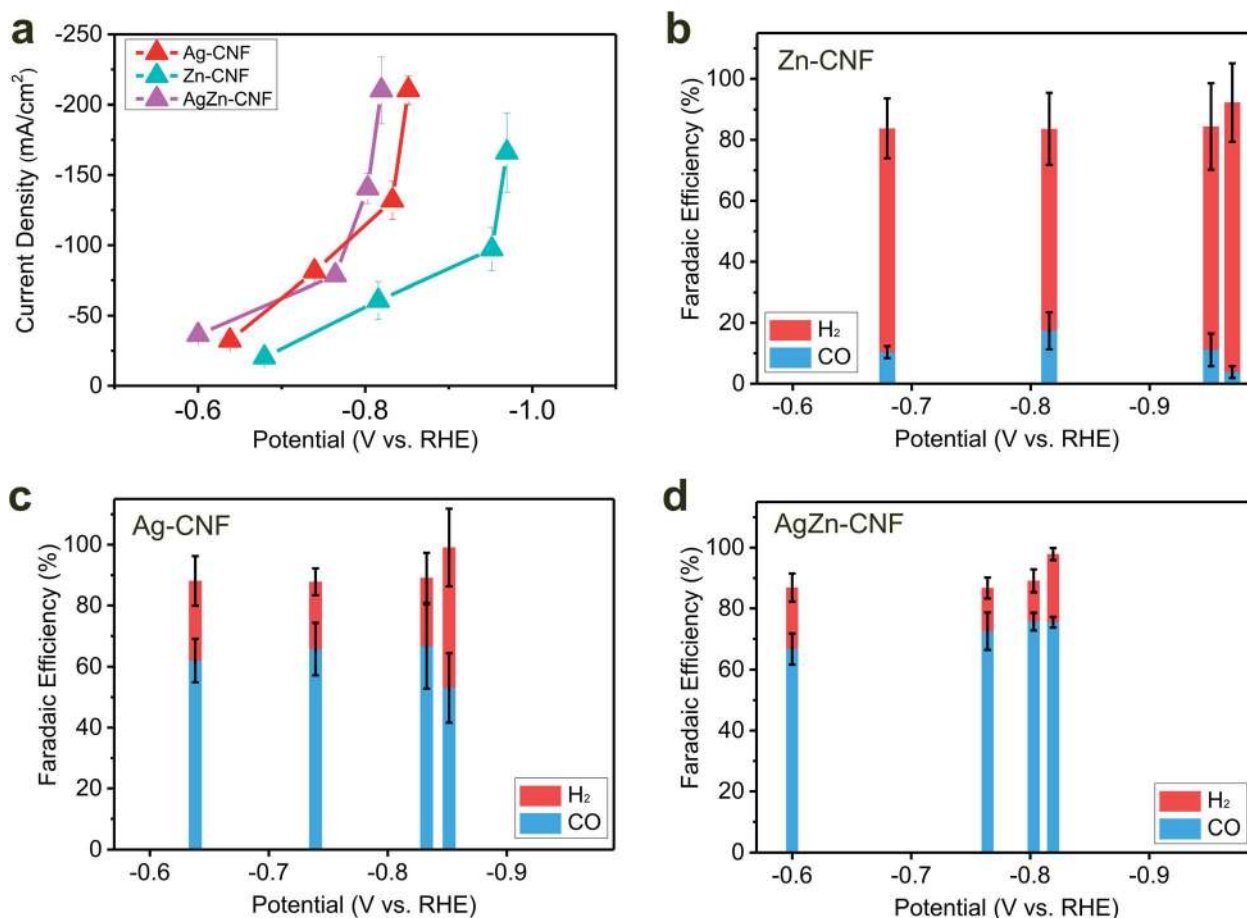 a
-250
-200
-150
-100
-50
0
Current Density (mA/cm²)
Ag-CNF
Zn-CNF
AgZn-CNF
-0.6
-0.8
-1.0
Potential (V vs. RHE)
b
Zn-CNF
100
80
60
40
20
0
Faradaic Efficiency (%)
H₂
CO
-0.6
-0.7
-0.8
-0.9
Potential (V vs. RHE)
c
Ag-CNF
100
80
60
40
20
0
Faradaic Efficiency (%)
H₂
CO
-0.6
-0.7
-0.8
-0.9
Potential (V vs. RHE)
d
AgZn-CNF
100
80
60
40
20
0
Faradaic Efficiency (%)
H₂
CO
-0.6
-0.7
-0.8
-0.9
Potential (V vs. RHE)